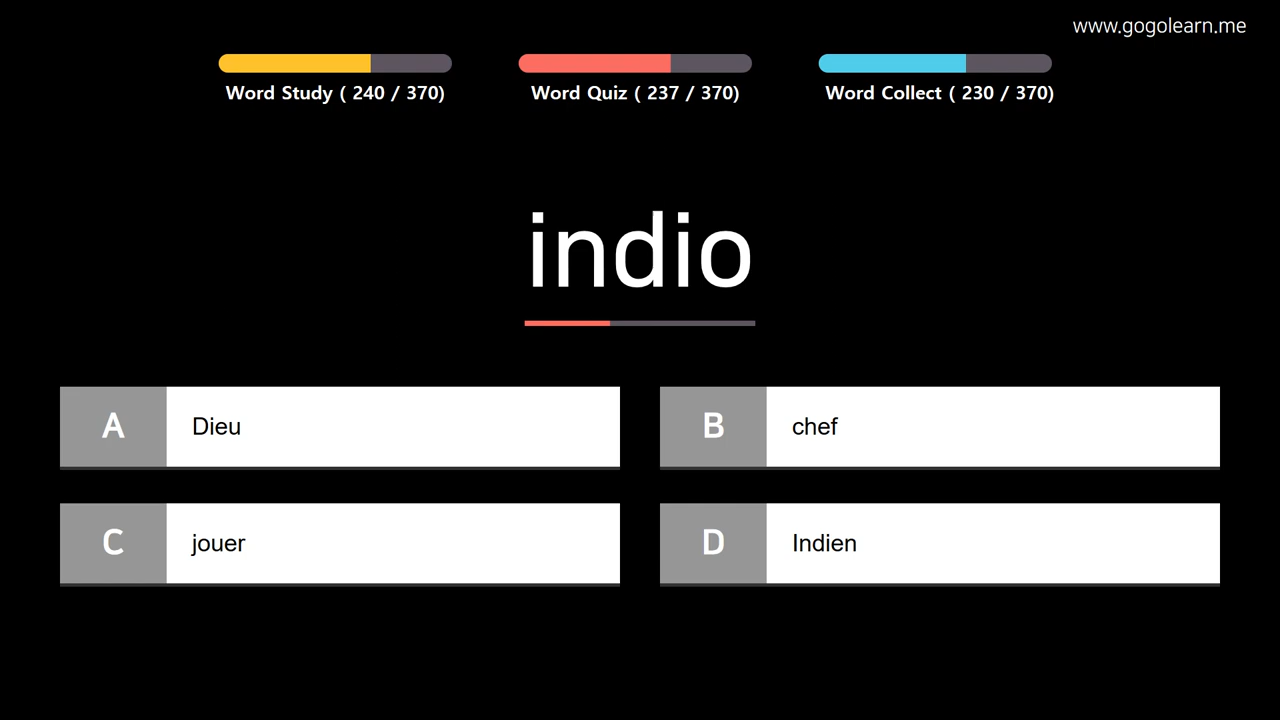 www.gogolearn.me
Word Study ( 240 / 370)
Word Quiz ( 237 / 370)
Word Collect ( 230 / 370)
indio
A Dieu
B chef
C jouer
D Indien